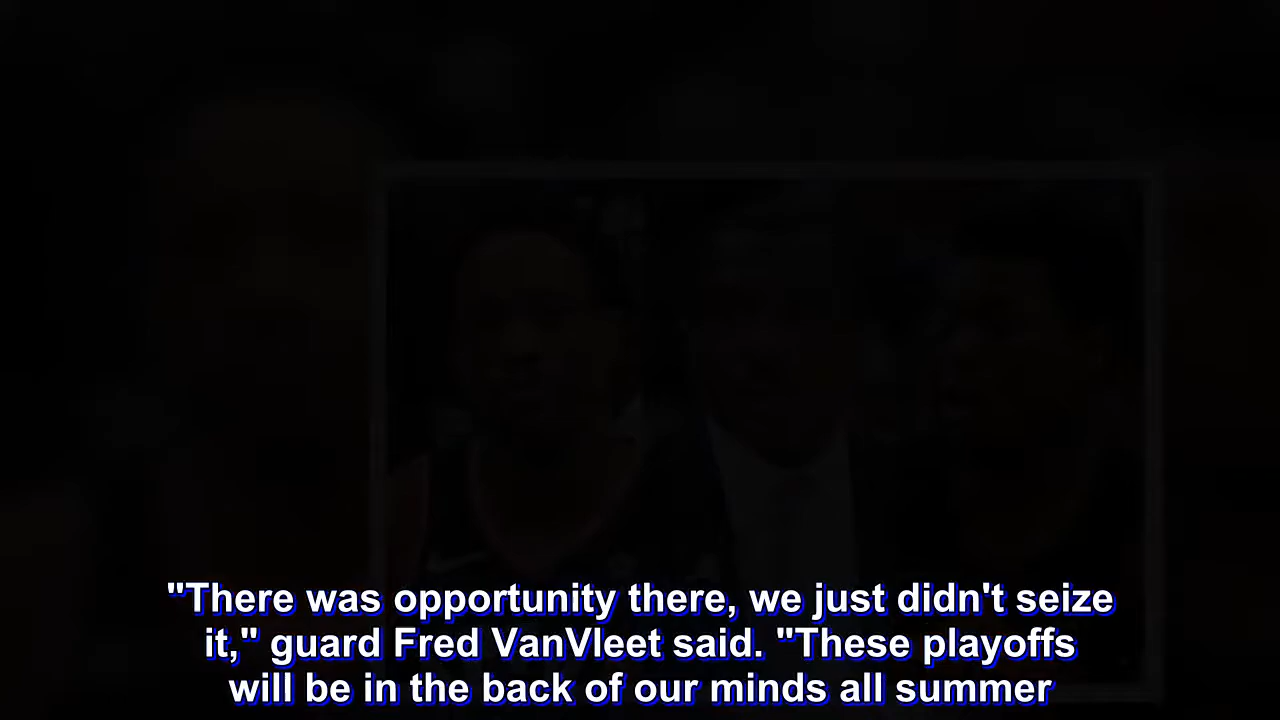 "There was opportunity there, we just didn't seize
it," guard Fred VanVleet said. "These playoffs
will be in the back of our minds all summer